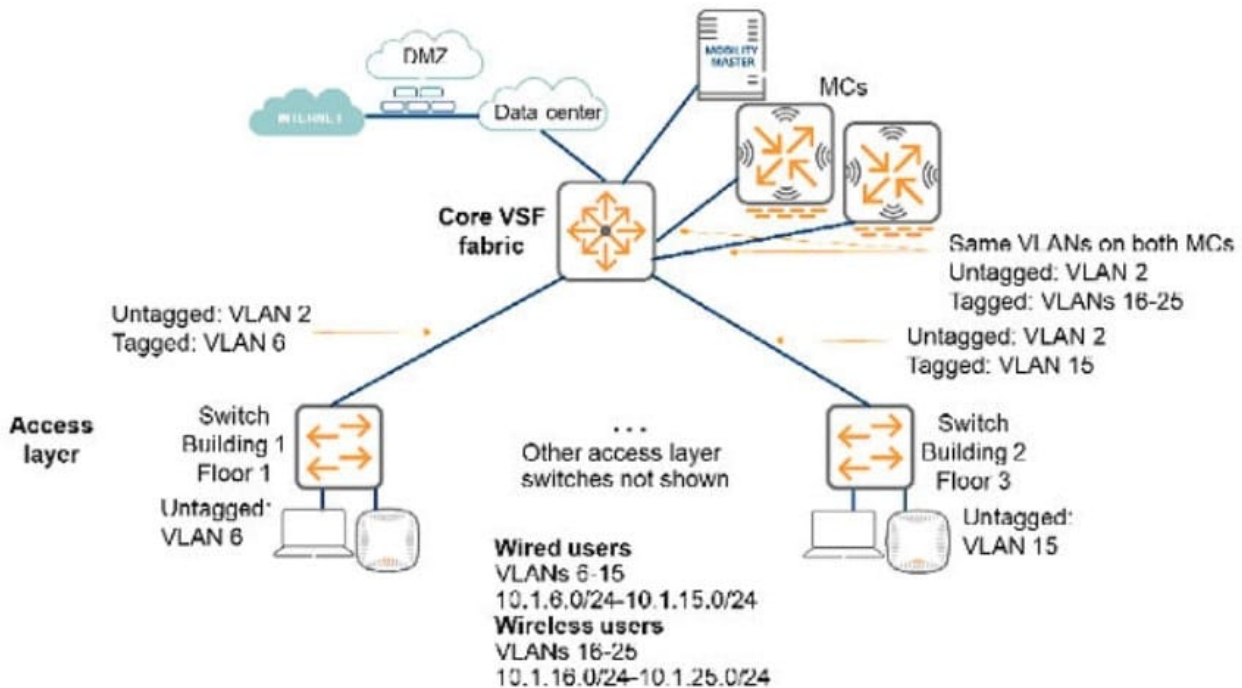 MOBILITY
MASTER
DMZ
INTERNET
Data center
MCs
Core VSF
fabric
Same VLANs on both MCs
Untagged: VLAN 2
Tagged: VLANs 16-25
Untagged: VLAN 2
Tagged: VLAN 6
Untagged: VLAN 2
Tagged: VLAN 15
Access
layer
Switch
Building 1
Floor 1
...
Other access layer
switches not shown
Switch
Building 2
Floor 3
Untagged:
VLAN 6
Untagged:
VLAN 15
Wired users
VLANs 6-15
10.1.6.0/24-10.1.15.0/24
Wireless users
VLANs 16-25
10.1.16.0/24-10.1.25.0/24